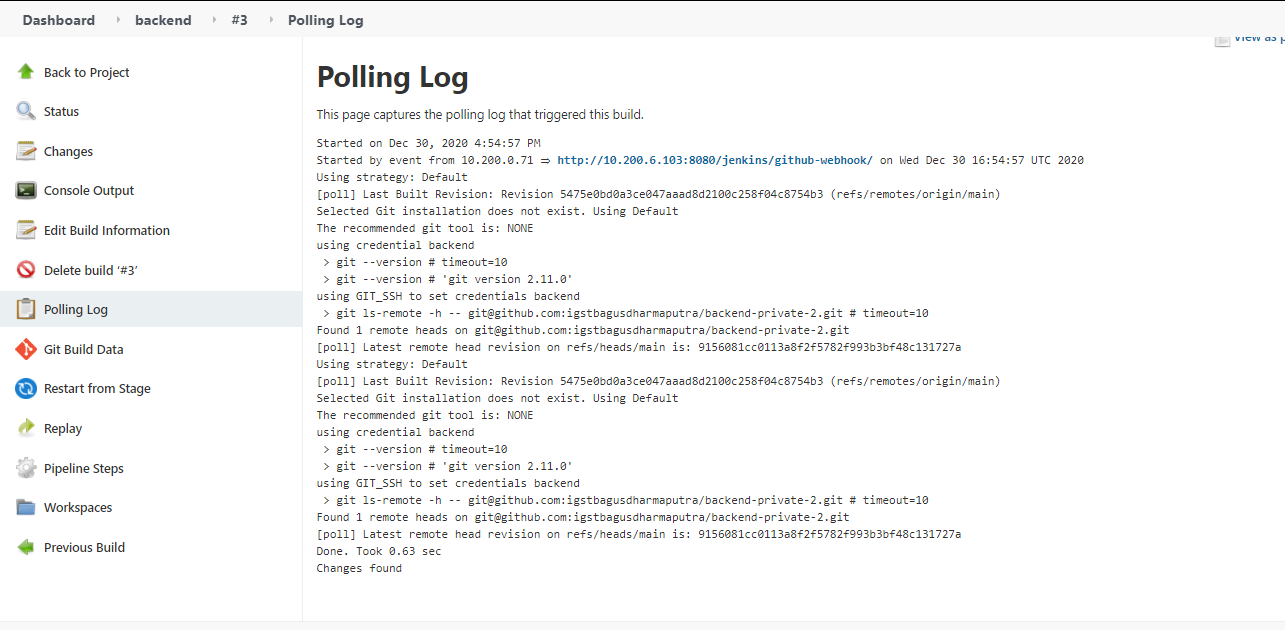 Dashboard
backend
#3
Polling Log
View as p
Back to Project
Status
Changes
Console Output
Edit Build Information
Delete build ‘#3’
Polling Log
Git Build Data
Restart from Stage
Replay
Pipeline Steps
Workspaces
Previous Build
Polling Log
This page captures the polling log that triggered this build.
Started on Dec 30, 2020 4:54:57 PM
Started by event from 10.200.0.71 ⇒ http://10.200.6.103:8080/jenkins/github-webhook/ on Wed Dec 30 16:54:57 UTC 2020
Using strategy: Default
[poll] Last Built Revision: Revision 5475e0bd0a3ce047aaad8d2100c258f04c8754b3 (refs/remotes/origin/main)
Selected Git installation does not exist. Using Default
The recommended git tool is: NONE
using credential backend
> git --version # timeout=10
> git --version # 'git version 2.11.0'
using GIT_SSH to set credentials backend
> git ls-remote -h -- git@github.com:igstbagusdharmaputra/backend-private-2.git # timeout=10
Found 1 remote heads on git@github.com:igstbagusdharmaputra/backend-private-2.git
[poll] Latest remote head revision on refs/heads/main is: 9156081cc0113a8f2f5782f993b3bf48c131727a
Using strategy: Default
[poll] Last Built Revision: Revision 5475e0bd0a3ce047aaad8d2100c258f04c8754b3 (refs/remotes/origin/main)
Selected Git installation does not exist. Using Default
The recommended git tool is: NONE
using credential backend
> git --version # timeout=10
> git --version # 'git version 2.11.0'
using GIT_SSH to set credentials backend
> git ls-remote -h -- git@github.com:igstbagusdharmaputra/backend-private-2.git # timeout=10
Found 1 remote heads on git@github.com:igstbagusdharmaputra/backend-private-2.git
[poll] Latest remote head revision on refs/heads/main is: 9156081cc0113a8f2f5782f993b3bf48c131727a
Done. Took 0.63 sec
Changes found